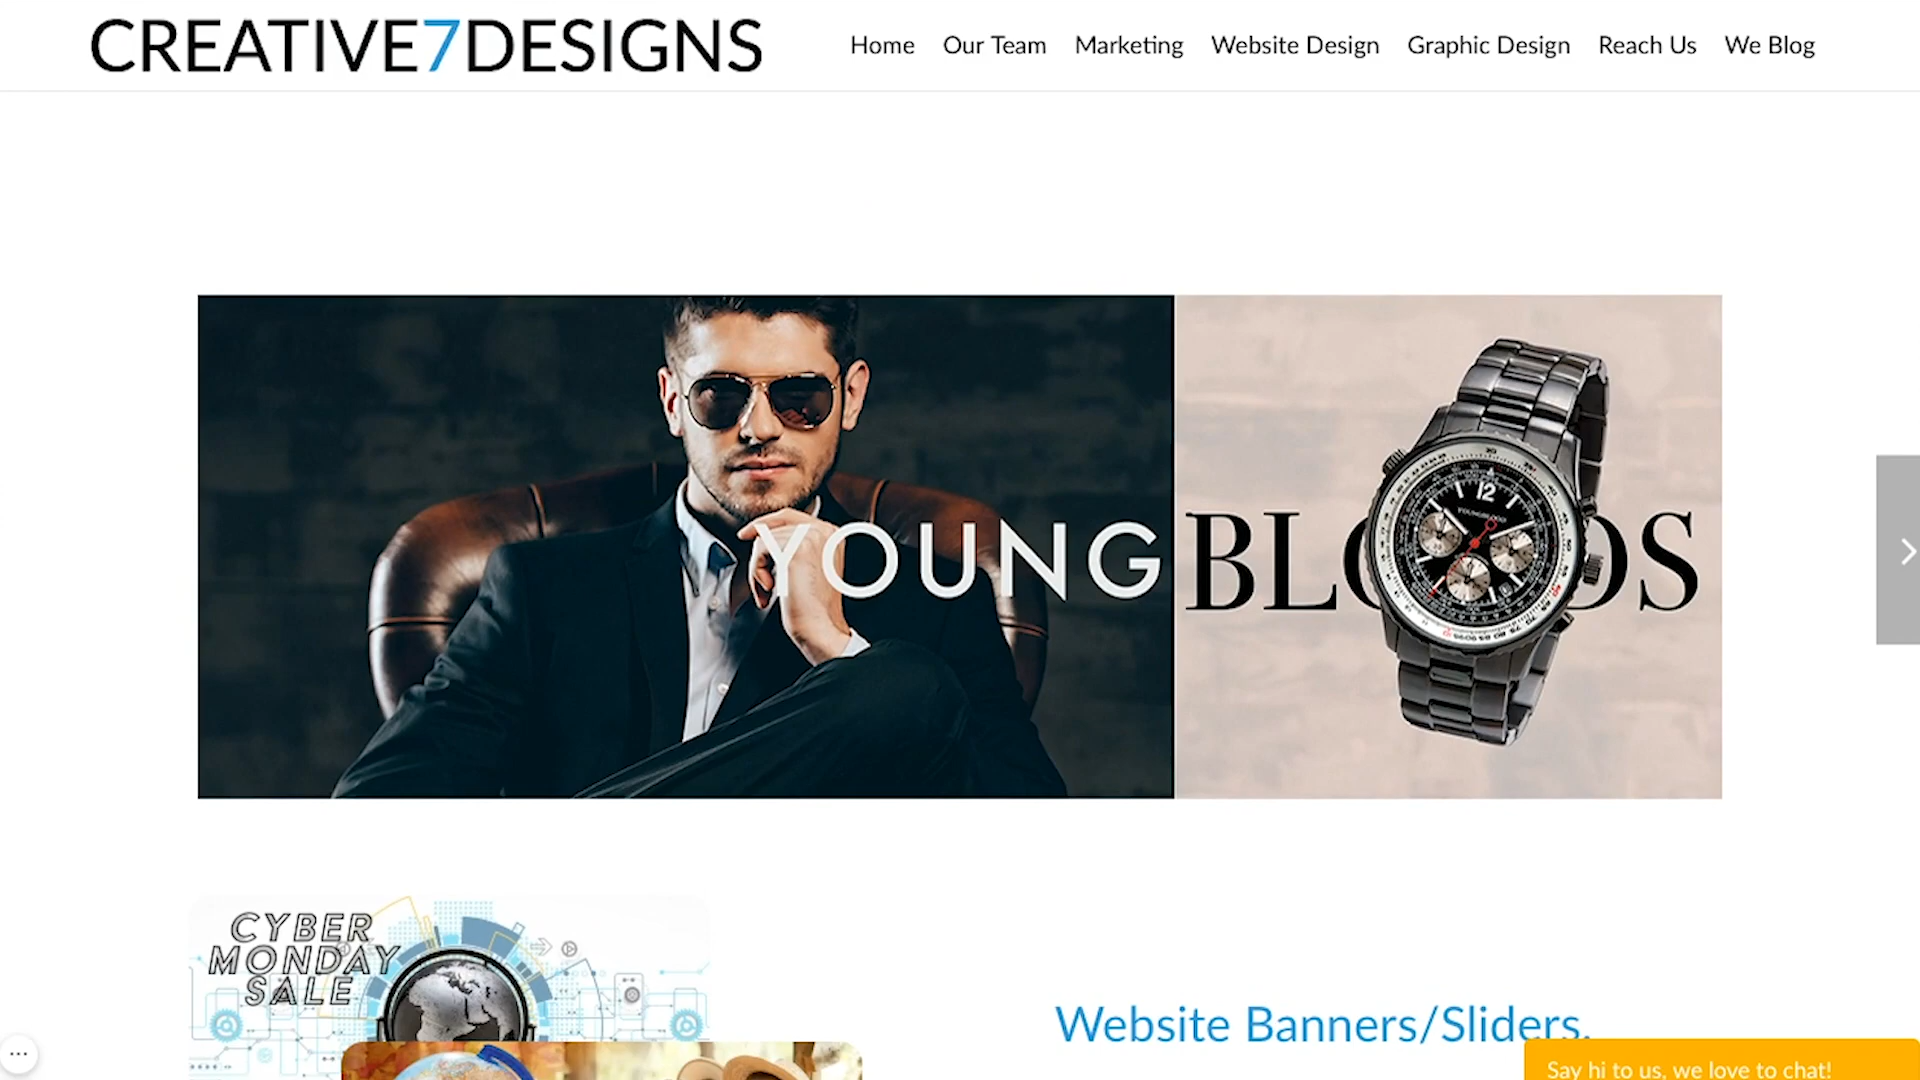 CREATIVE7DESIGNS
Home Our Team Marketing Website Design Graphic Design Reach Us We Blog
YOUNG BLOODS
12
CYBER
MONDAY
SALE
Website Banners/Sliders.
Say hi to us, we love to chat!